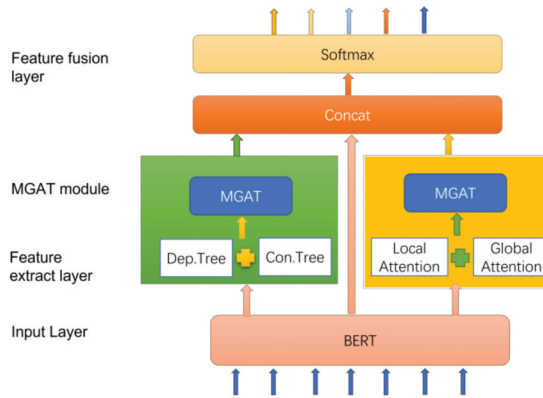 Feature fusion
layer
Softmax
Concat
MGAT module
MGAT
MGAT
Feature
extract layer
Dep.Tree
Con.Tree
Local
Attention
Global
Attention
Input Layer
BERT